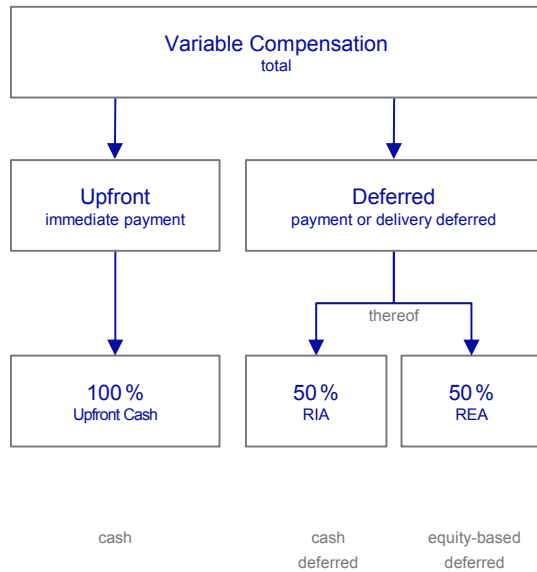 Variable Compensation
total
Upfront
immediate payment
Deferred
payment or delivery deferred
thereof
100 %
Upfront Cash
50 %
RIA
50 %
REA
cash
cash
deferred
equity-based
deferred